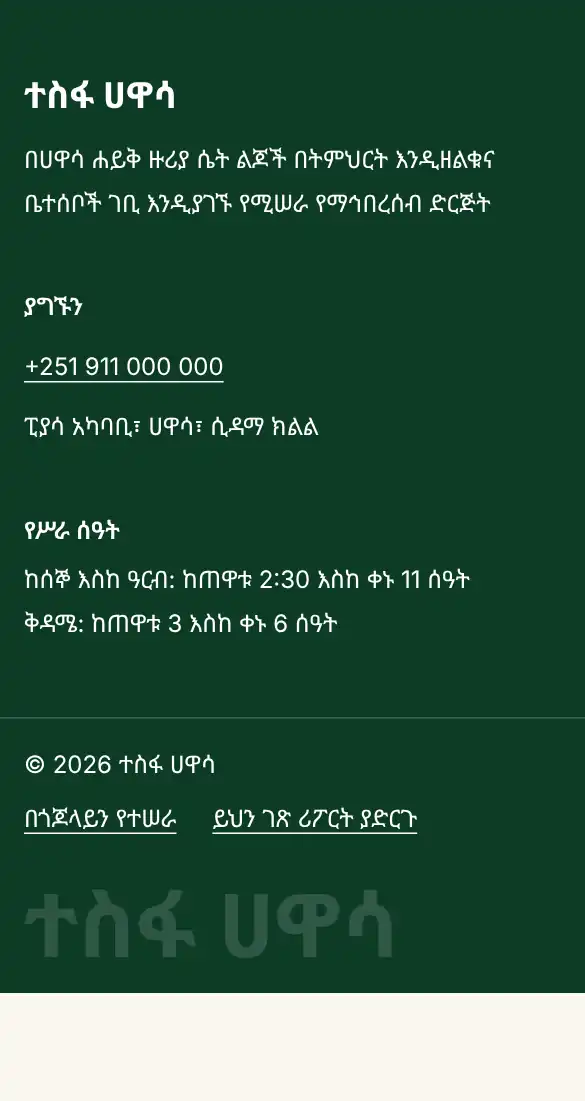 ተስፋ ሀዋሳ
በሀዋሳ ሐይቅ ዙሪያ ሴት ልጆች በትምህርት እንዲዘልቁና
ቤተሰቦች ገቢ እንዲያገኙ የሚሠራ የማኅበረሰብ ድርጅት
ያግኙን
+251 911 000 000
ፒያሳ አካባቢ፣ ሀዋሳ፣ ሲዳማ ክልል
የሥራ ሰዓት
ከሰኞ እስከ ዓርብ: ከጠዋቱ 2:30 እስከ ቀኑ 11 ሰዓት
ቅዳሜ: ከጠዋቱ 3 እስከ ቀኑ 6 ሰዓት
© 2026 ተስፋ ሀዋሳ
በጎጆላይን የተሠራ ይህን ገጽ ሪፖርት ያድርጉ
ተስፋ ሀዋሳ